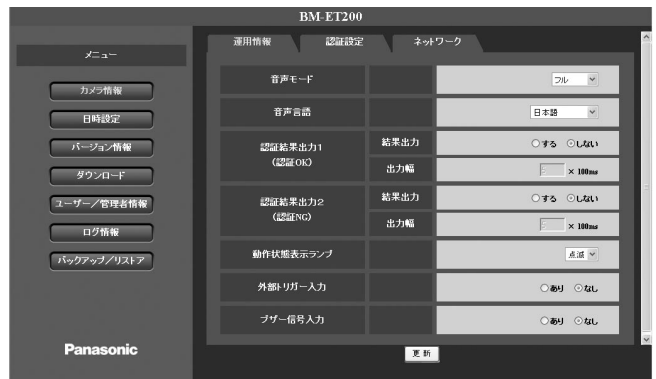 BM-ET200
メニュー
カメラ情報
日時設定
バージョン情報
ダウンロード
ユーザー／管理者情報
ログ情報
バックアップ／リストア
Panasonic
運用情報 認証設定 ネットワーク
音声モード フル
音声言語 日本語
認証結果出力1 (認証OK) 結果出力 する しない
出力幅 × 100ms
認証結果出力2 (認証NG) 結果出力 する しない
出力幅 × 100ms
動作状態表示ランプ 点滅
外部トリガー入力 あり なし
ブザー信号入力 あり なし
更新